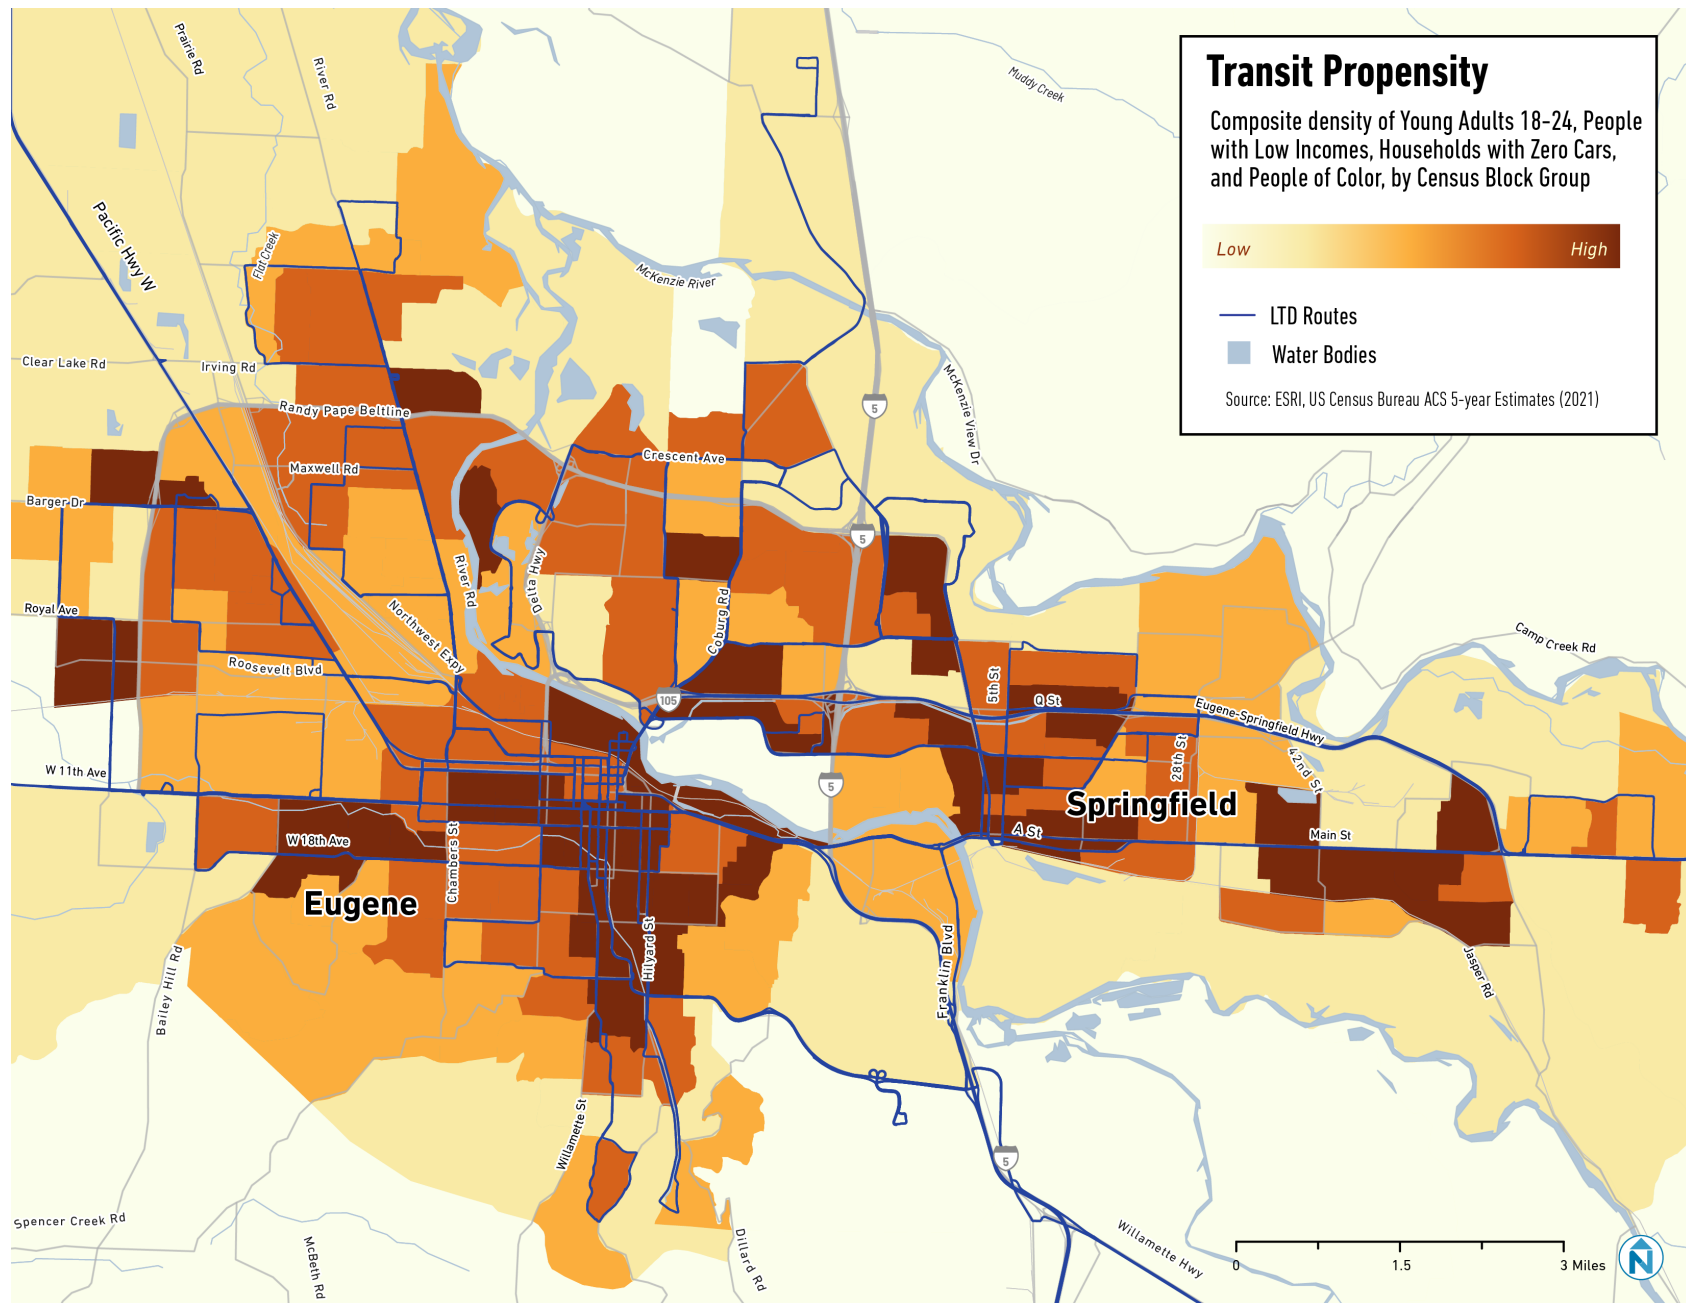 Transit Propensity
Composite density of Young Adults 18-24, People
with Low Incomes, Households with Zero Cars,
and People of Color, by Census Block Group
Low
High
LTD Routes
Water Bodies
Source: ESRI, US Census Bureau ACS 5-year Estimates (2021)
Prairie Rd
River Rd
Muddy Creek
Pacific Hwy W
Flat Creek
McKenzie River
Clear Lake Rd
Irving Rd
Randy Pape Beltline
5
McKenzie View Dr
Maxwell Rd
Crescent Ave
Barger Dr
5
River Rd
Delta Hwy
Royal Ave
Northwest Expy
Coburg Rd
Camp Creek Rd
Roosevelt Blvd
5th St
105
Q St
Eugene-Springfield Hwy
28th St
42nd St
W 11th Ave
5
Springfield
A St
Main St
W 18th Ave
Chambers St
Eugene
Hilyard St
Franklin Blvd
Bailey Hill Rd
Jasper Rd
Willamette St
5
Spencer Creek Rd
McBeth Rd
Dillard Rd
Willamette Hwy
0
1.5
3 Miles
N